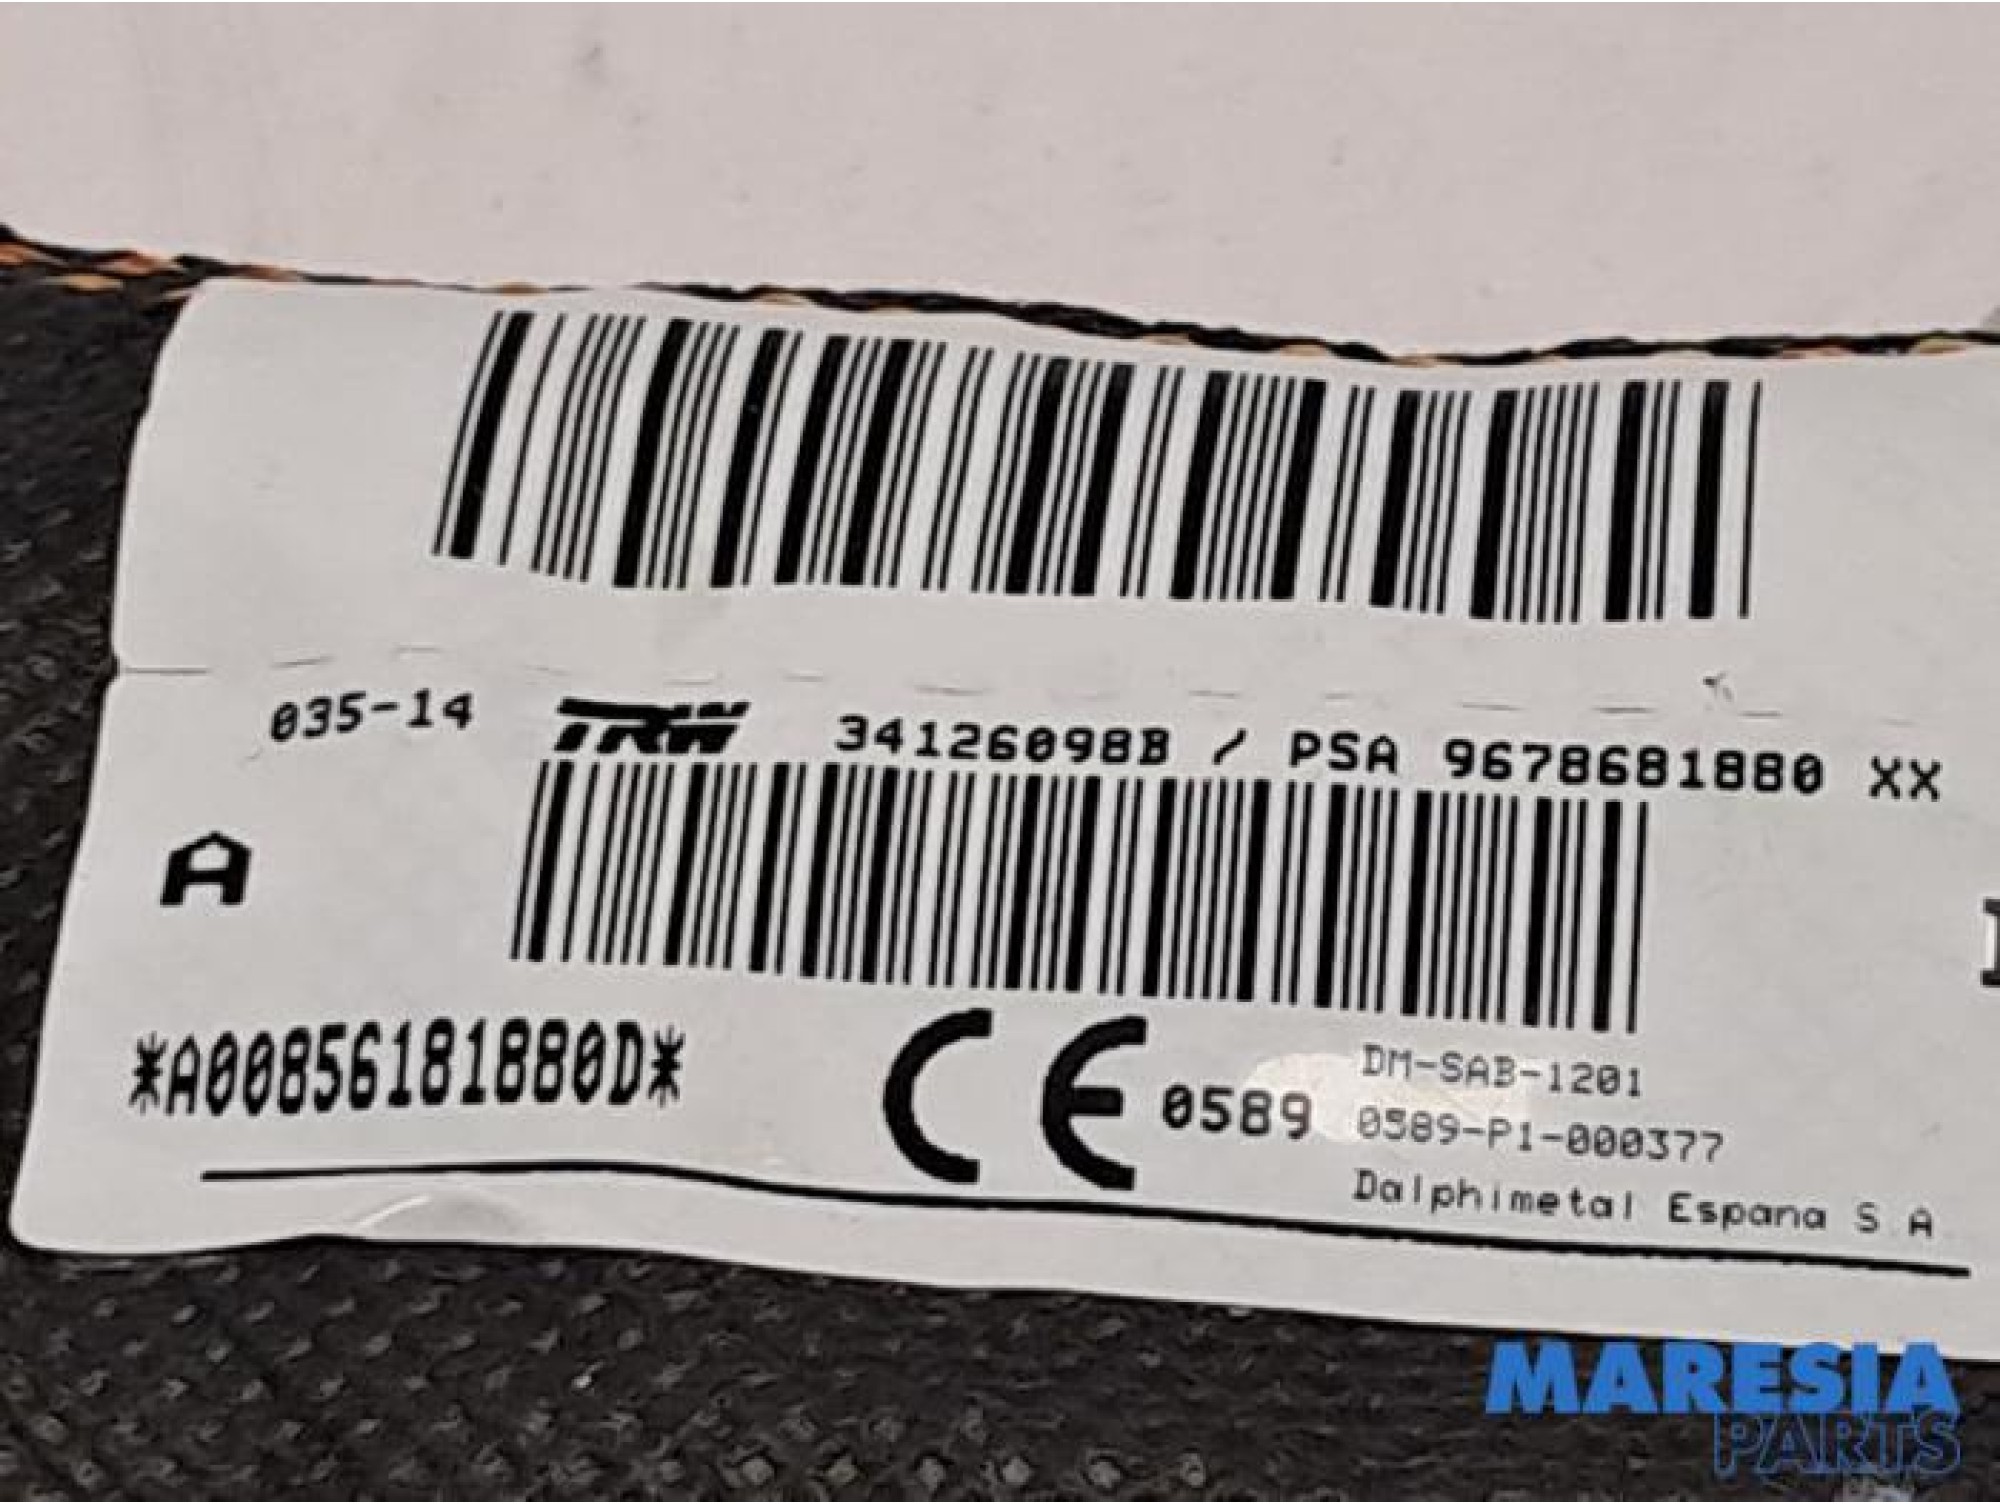 035-14 TRW 34126098B / PSA 9678681880 XX
A
*A00856181880D*
CE 0589
DM-SAB-1201
0589-P1-000377
Dalphimetal Espana S A
MARESIA
PARTS